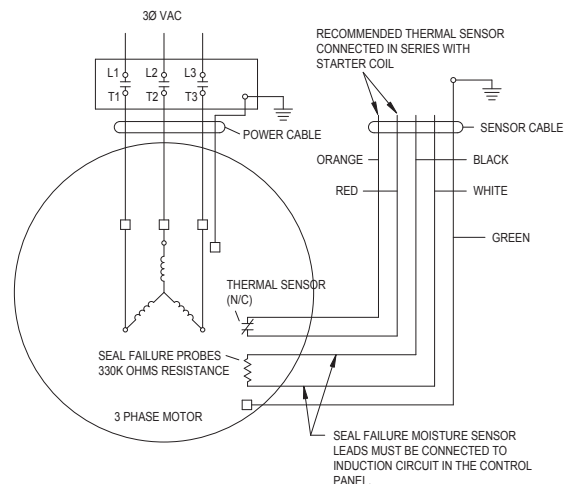 3Ø VAC
L1
L2
L3
T1
T2
T3
POWER CABLE
RECOMMENDED THERMAL SENSOR
CONNECTED IN SERIES WITH
STARTER COIL
SENSOR CABLE
ORANGE
BLACK
RED
WHITE
GREEN
THERMAL SENSOR
(N/C)
SEAL FAILURE PROBES
330K OHMS RESISTANCE
3 PHASE MOTOR
SEAL FAILURE MOISTURE SENSOR
LEADS MUST BE CONNECTED TO
INDUCTION CIRCUIT IN THE CONTROL
PANEL.